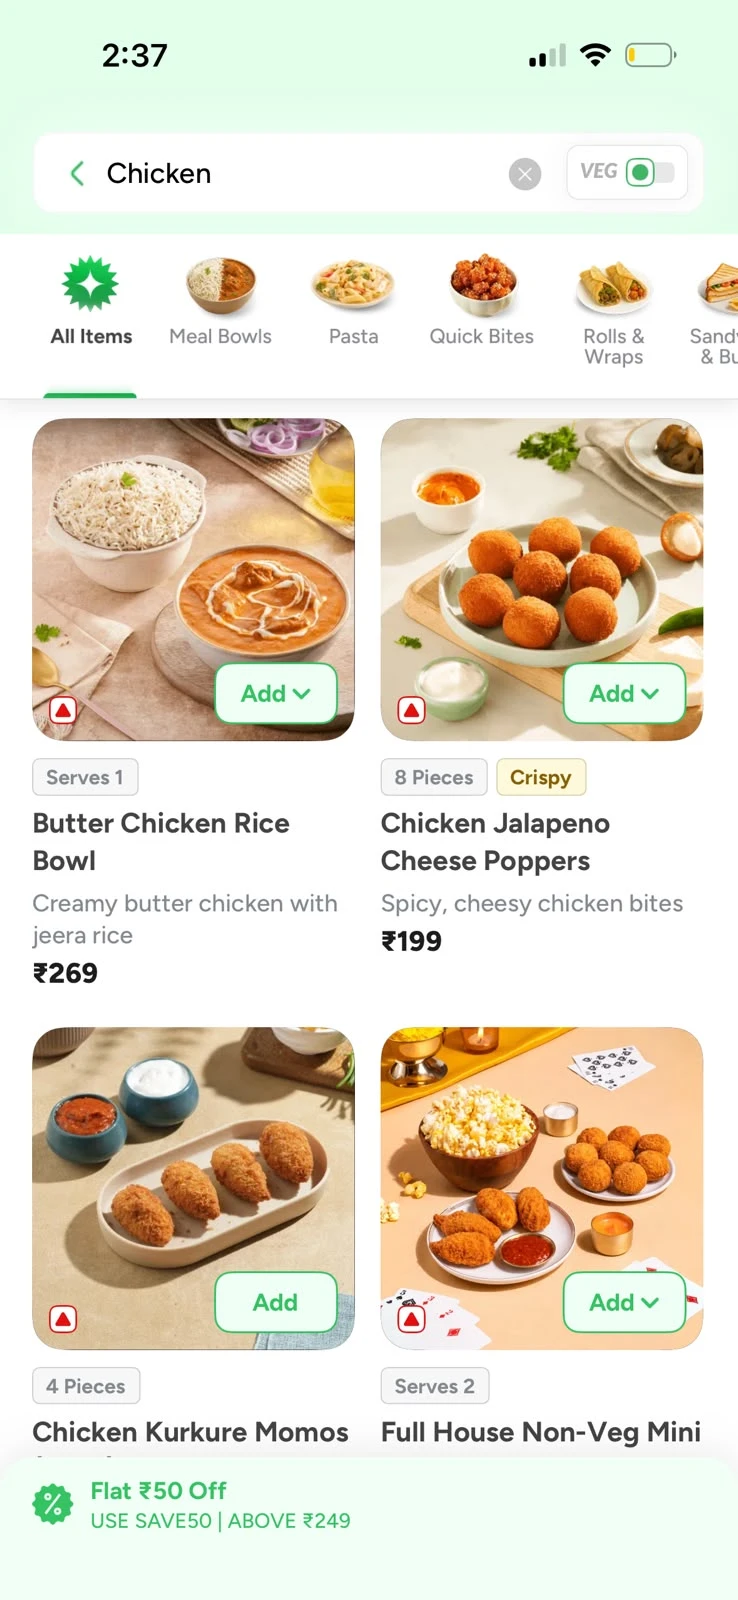 2:37
Chicken
VEG
All Items
Meal Bowls
Pasta
Quick Bites
Rolls &
Wraps
Sand
& Bu
Add
Add
Serves 1
8 Pieces
Crispy
Butter Chicken Rice
Bowl
Chicken Jalapeno
Cheese Poppers
Creamy butter chicken with
jeera rice
Spicy, cheesy chicken bites
₹199
₹269
Add
Add
4 Pieces
Serves 2
Chicken Kurkure Momos
Full House Non-Veg Mini
Flat ₹50 Off
USE SAVE50 | ABOVE ₹249